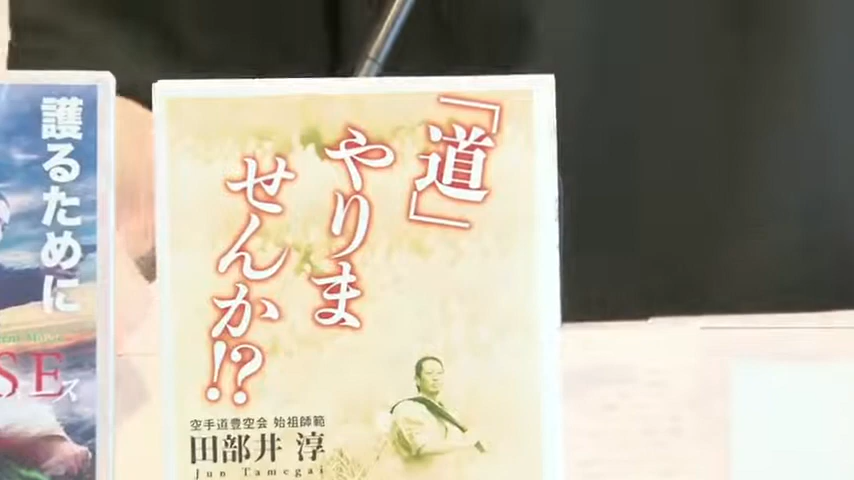 「道」
やりま
せんか!?
空手道豊空会 始祖師範
田部井 淳
Jun Tamegai
護るために
SE
ス